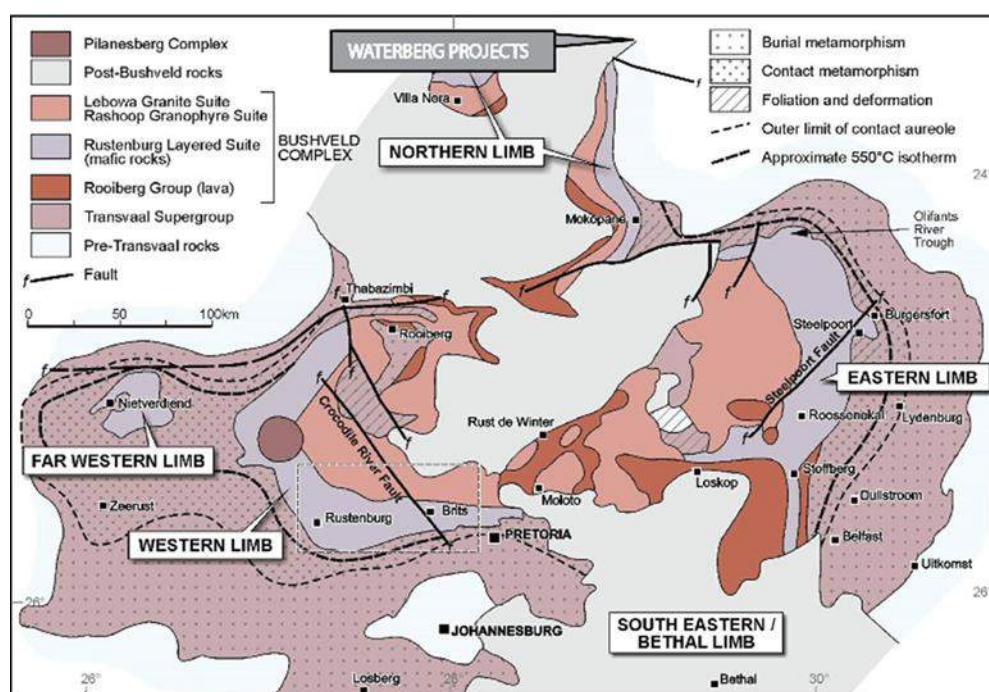 Pilanesberg Complex
Post-Bushveld rocks
Lebowa Granite Suite
Rashoop Granophyre Suite
Rustenburg Layered Suite
(mafic rocks)
Rooiberg Group (lava)
Transvaal Supergroup
Pre-Transvaal rocks
f
Fault
BUSHVELD
COMPLEX
0
50
100km
WATERBERG PROJECTS
Burial metamorphism
Contact metamorphism
Foliation and deformation
Outer limit of contact aureole
Approximate 550°C isotherm
24°
Villa Nora
NORTHERN LIMB
f
Mokopane
Olifants
River
Trough
f
f
f
Thabazimbi
f
f
Rooiberg
Steelpoort
f
Burgersfort
Steelpoort Fault
EASTERN LIMB
f
Nietverdiend
f
Crocodile River Fault
f
Rust de Winter
Roossenekal
Lydenburg
f
FAR WESTERN LIMB
Zeerust
Moloto
Loskop
Stoffberg
Dullstroom
Rustenburg
Brits
WESTERN LIMB
PRETORIA
Belfast
Uitkomst
26°
26°
JOHANNESBURG
SOUTH EASTERN /
BETHAL LIMB
26°
Losberg
28°
Bethal
30°